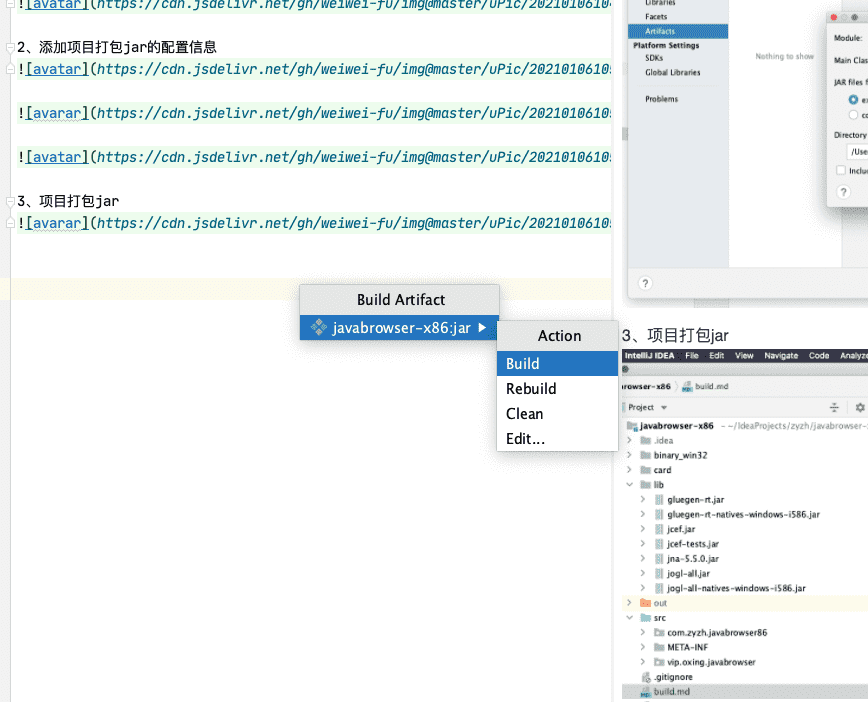 ![avatar](https://cdn.jsdelivr.net/gh/weiwei-fu/img@master/uPic/2021010610
2、添加项目打包jar的配置信息
![avatar](https://cdn.jsdelivr.net/gh/weiwei-fu/img@master/uPic/2021010610
![avarar](https://cdn.jsdelivr.net/gh/weiwei-fu/img@master/uPic/2021010610
![avatar](https://cdn.jsdelivr.net/gh/weiwei-fu/img@master/uPic/2021010610
3、项目打包jar
![avarar](https://cdn.jsdelivr.net/gh/weiwei-fu/img@master/uPic/2021010610
Build Artifact
javabrowser-x86:jar
Action
Build
Rebuild
Clean
Edit...
Libraries
Facets
Artifacts
Platform Settings
SDKs
Global Libraries
Problems
Nothing to show
Module:
Main Clas
JAR files f
ex
co
Directory
/Use
Includ
?
?
3、项目打包jar
IntelliJ IDEA File Edit View Navigate Code Analyze
rowser-x86 build.md
Project
javabrowser-x86 ~/IdeaProjects/zyzh/javabrowser-
.idea
binary_win32
card
lib
gluegen-rt.jar
gluegen-rt-natives-windows-i586.jar
jcef.jar
jcef-tests.jar
jna-5.5.0.jar
jogl-all.jar
jogl-all-natives-windows-i586.jar
out
src
com.zyzh.javabrowser86
META-INF
vip.oxing.javabrowser
.gitignore
build.md